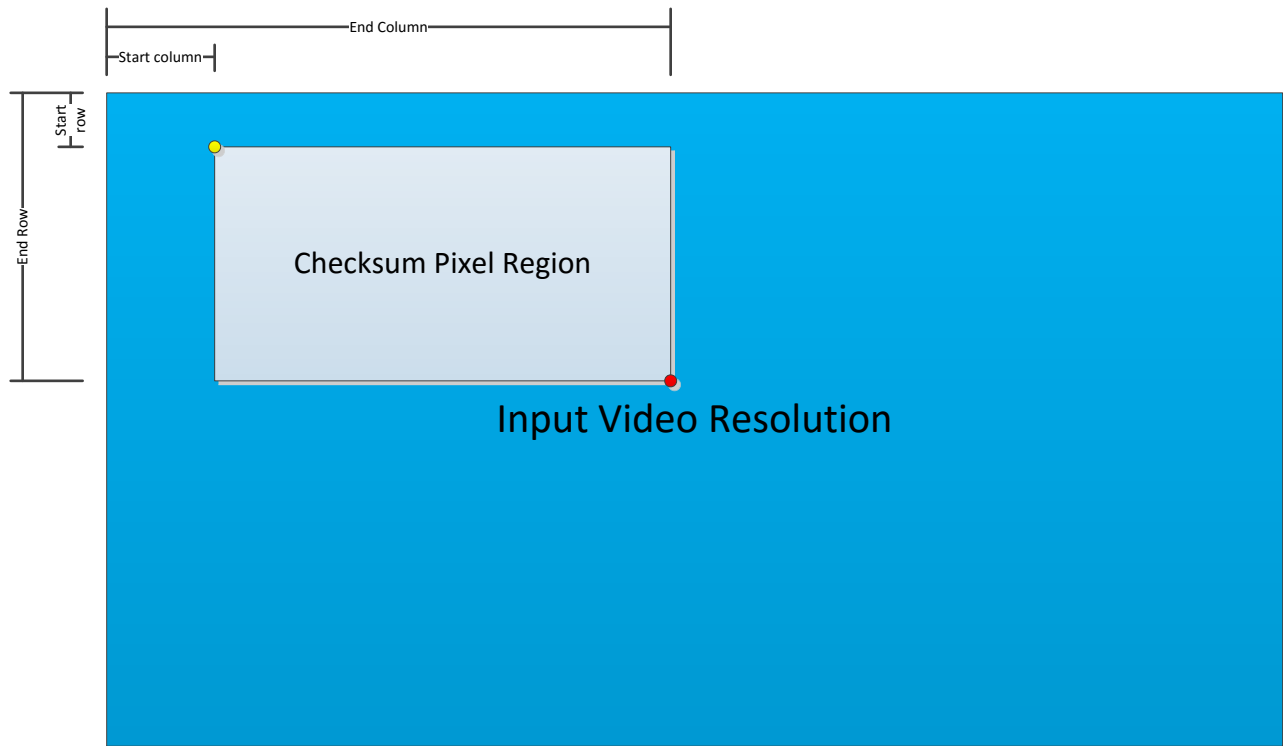 End Column
Start column
Start
row
End Row
Checksum Pixel Region
Input Video Resolution